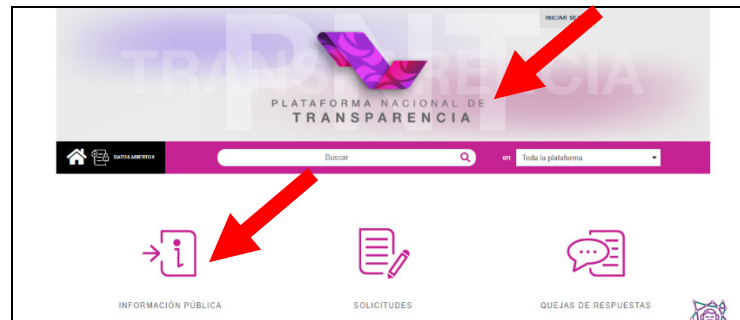 INICIAR SE
PNT
TRANSPARENCIA
PLATAFORMA NACIONAL DE
TRANSPARENCIA
DATOS ABIERTOS
Buscar
en
Toda la plataforma
INFORMACIÓN PÚBLICA
SOLICITUDES
QUEJAS DE RESPUESTAS